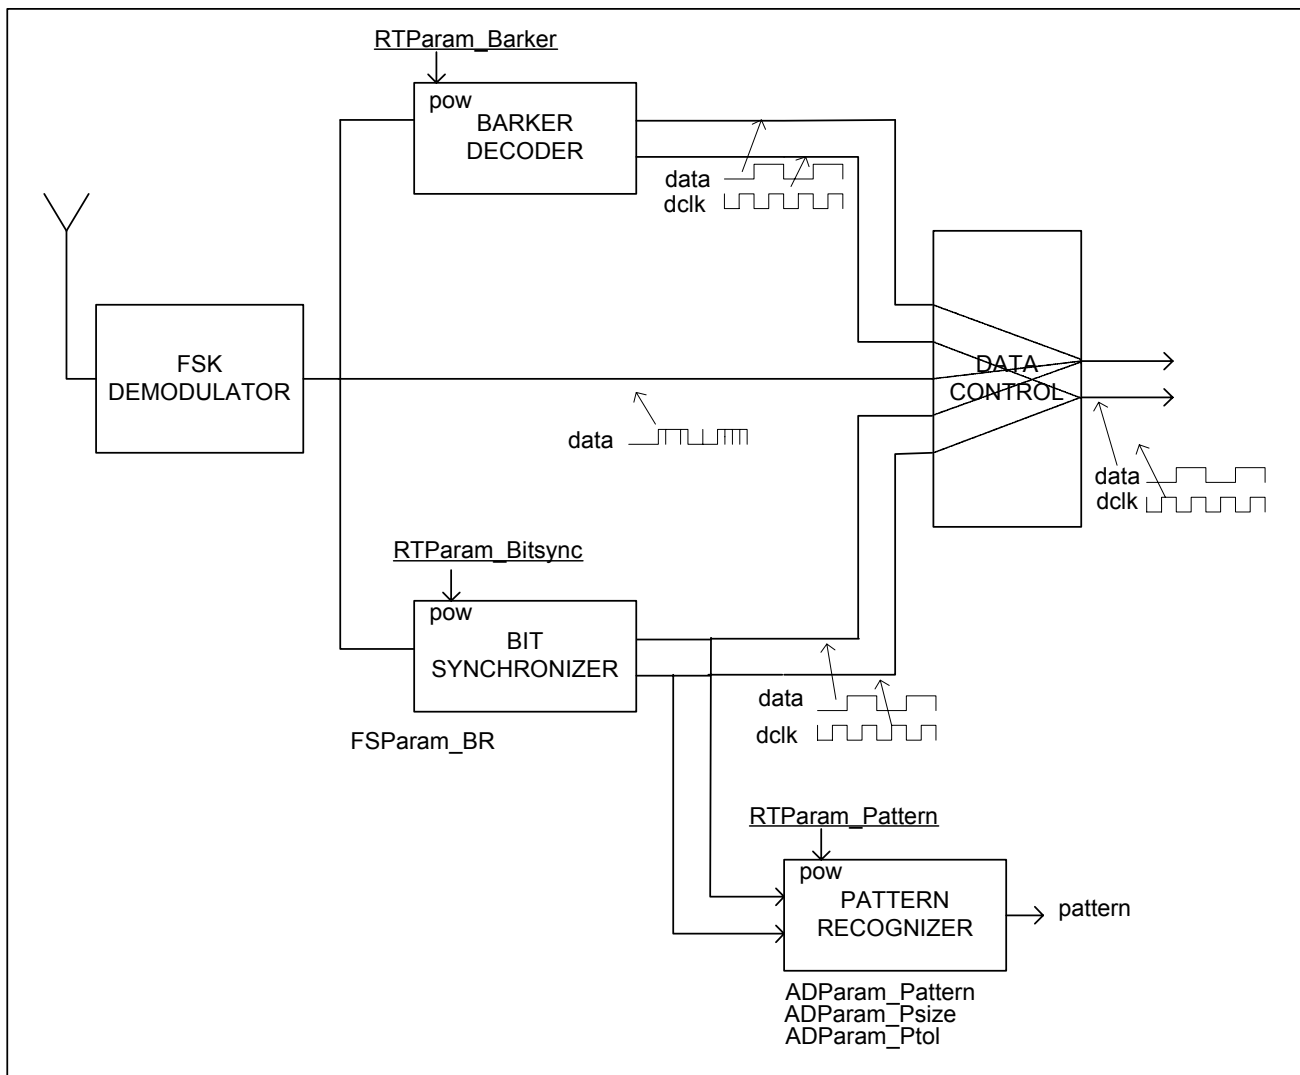 RTParam_Barker
pow
BARKER
DECODER
data
dclk
FSK
DEMODULATOR
DATA
CONTROL
data
data
dclk
RTParam_Bitsync
pow
BIT
SYNCHRONIZER
data
dclk
FSParam_BR
RTParam_Pattern
pow
PATTERN
RECOGNIZER
pattern
ADParam_Pattern
ADParam_Psize
ADParam_Ptol